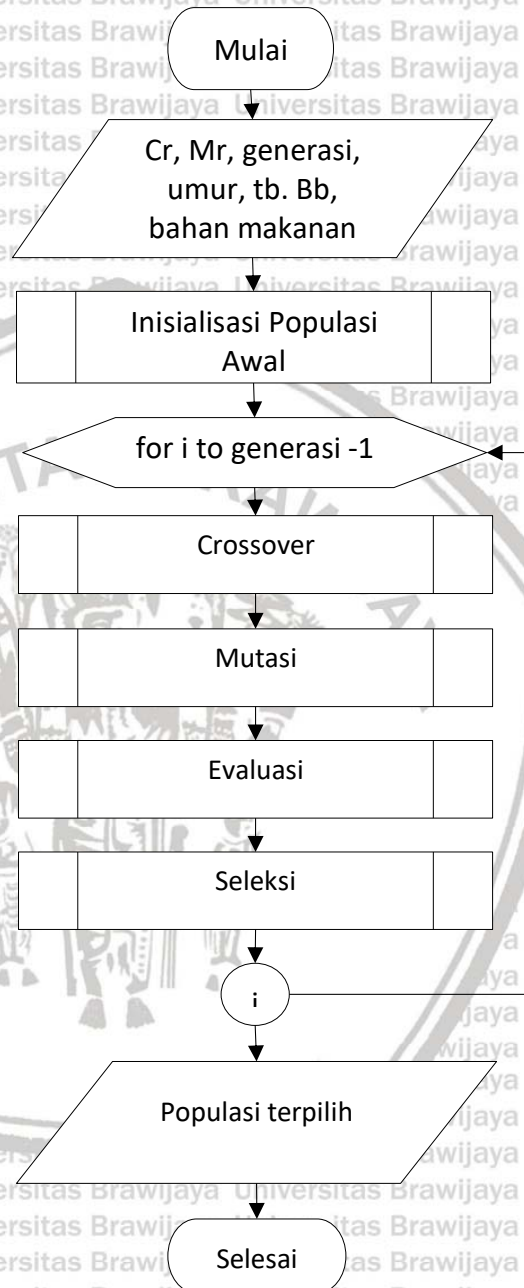 Mulai
Cr, Mr, generasi,
umur, tb. Bb,
bahan makanan
Inisialisasi Populasi
Awal
for i to generasi -1
Crossover
Mutasi
Evaluasi
Seleksi
i
Populasi terpilih
Selesai